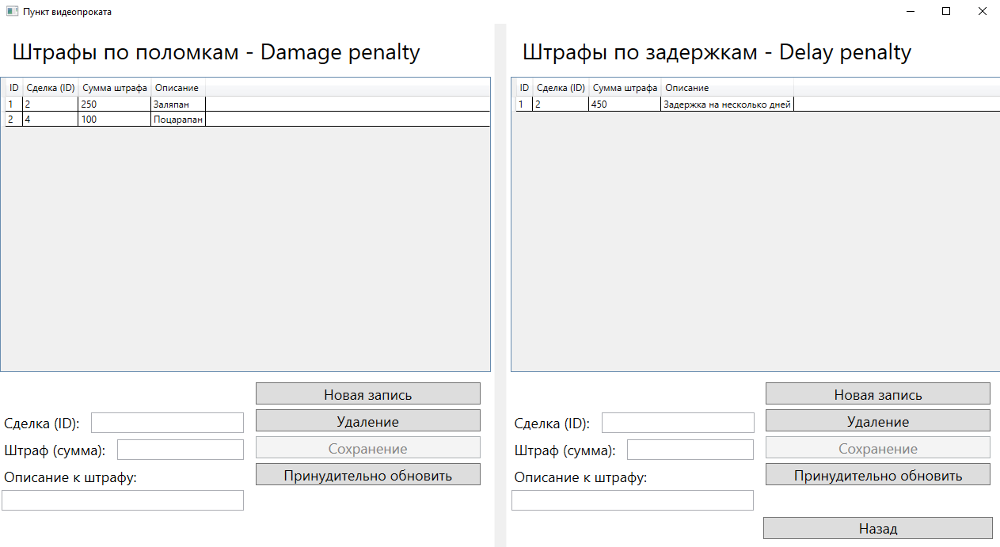 Пункт видеопроката
Штрафы по поломкам - Damage penalty
ID Сделка (ID) Сумма штрафа Описание
1 2 250 Заляпан
2 4 100 Поцарапан
Новая запись
Сделка (ID):
Удаление
Штраф (сумма):
Сохранение
Описание к штрафу:
Принудительно обновить
Штрафы по задержкам - Delay penalty
ID Сделка (ID) Сумма штрафа Описание
1 2 450 Задержка на несколько дней
Новая запись
Сделка (ID):
Удаление
Штраф (сумма):
Сохранение
Описание к штрафу:
Принудительно обновить
Назад